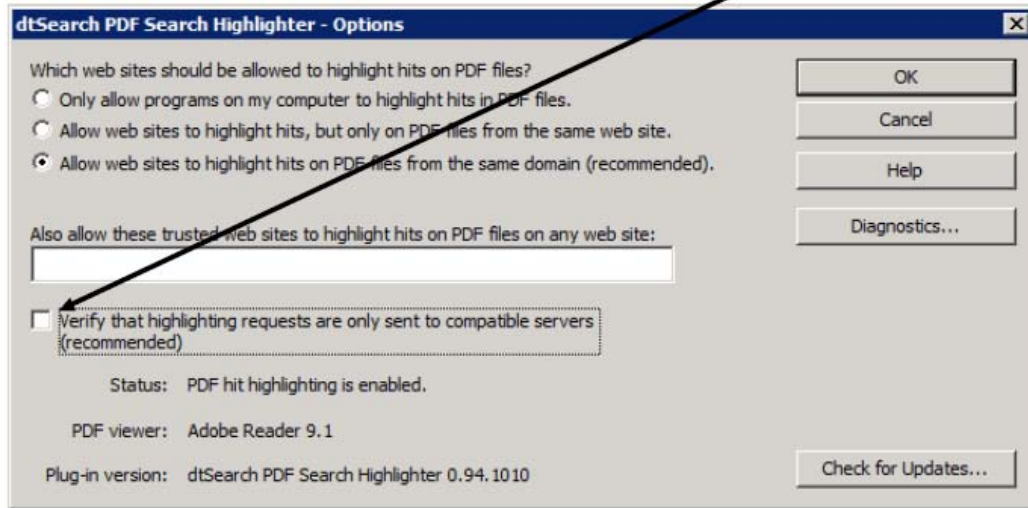 dtSearch PDF Search Highlighter - Options
Which web sites should be allowed to highlight hits on PDF files?
Only allow programs on my computer to highlight hits in PDF files.
Allow web sites to highlight hits, but only on PDF files from the same web site.
Allow web sites to highlight hits on PDF files from the same domain (recommended).
Also allow these trusted web sites to highlight hits on PDF files on any web site:
Verify that highlighting requests are only sent to compatible servers
(recommended)
Status: PDF hit highlighting is enabled.
PDF viewer: Adobe Reader 9.1
Plug-in version: dtSearch PDF Search Highlighter 0.94.1010
OK
Cancel
Help
Diagnostics...
Check for Updates...